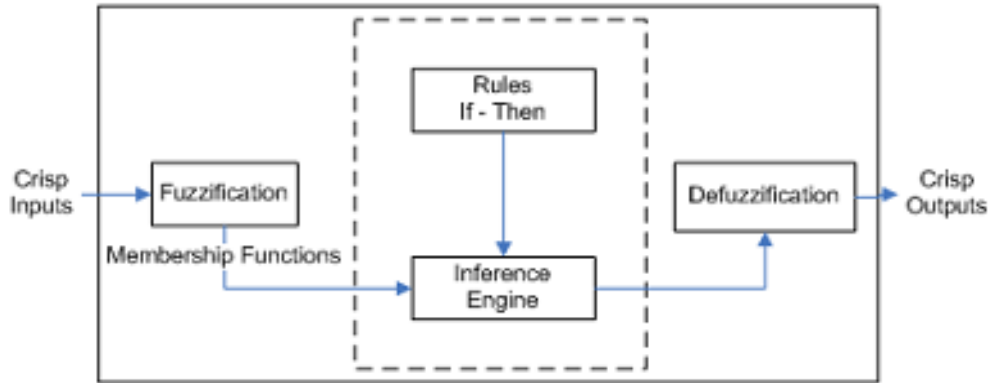 Rules
If - Then
Crisp
Inputs
Fuzzification
Defuzzification
Crisp
Outputs
Membership Functions
Inference
Engine